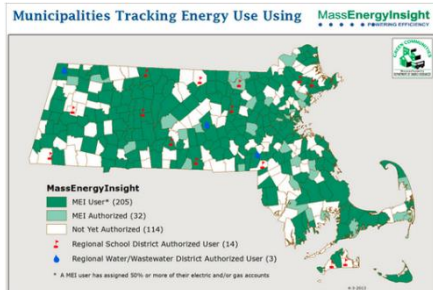 Municipalities Tracking Energy Use Using MassEnergyInsight
POWERING EFFICIENCY
MassEnergyInsight
MEI User* (205)
MEI Authorized (32)
Not Yet Authorized (114)
Regional School District Authorized User (14)
Regional Water/Wastewater District Authorized User (3)
* A MEI user has assigned 50% or more of their electric and/or gas accounts